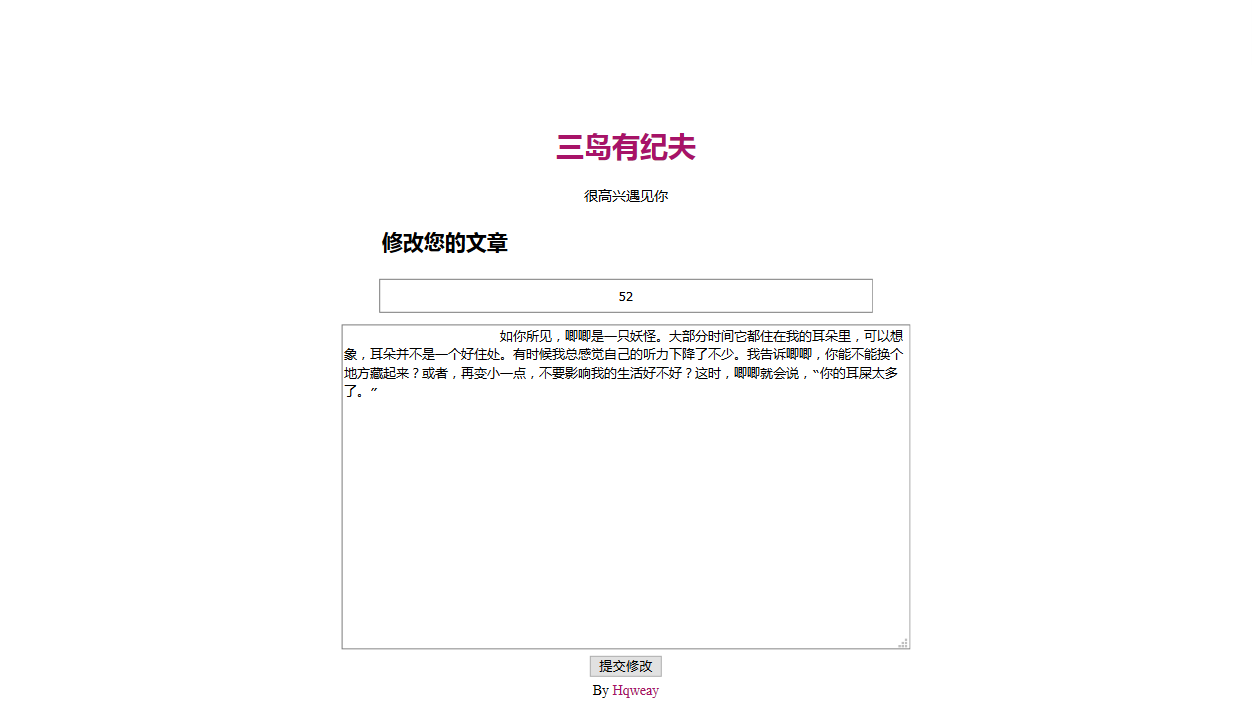 三岛有纪夫
很高兴遇见你
修改您的文章
52
如你所见，唧唧是一只妖怪。大部分时间它都住在我的耳朵里，可以想
象，耳朵并不是一个好住处。有时候我总感觉自己的听力下降了不少。我告诉唧唧，你能不能换个
地方藏起来？或者，再变小一点，不要影响我的生活好不好？这时，唧唧就会说，“你的耳屎太多
了。”
提交修改
By Hqweay